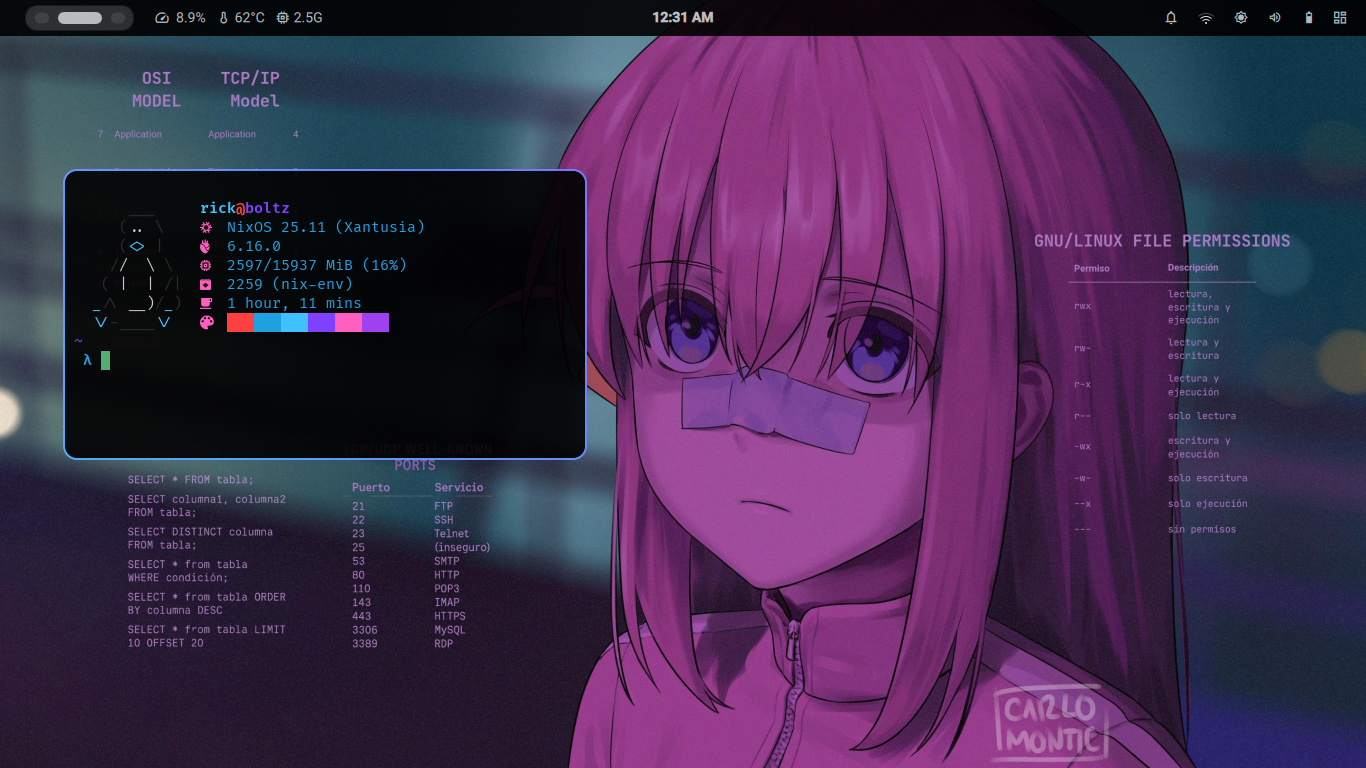 8.9% 62°C 2.5G 12:31 AM
OSI MODEL TCP/IP Model
7 Application Application 4
rick@boltz
NixOS 25.11 (Xantusia)
6.16.0
2597/15937 MiB (16%)
2259 (nix-env)
1 hour, 11 mins
~
λ
SELECT * FROM tabla;
SELECT columna1, columna2
FROM tabla;
SELECT DISTINCT columna
FROM tabla;
SELECT * from tabla
WHERE condición;
SELECT * from tabla ORDER
BY columna DESC
SELECT * from tabla LIMIT
10 OFFSET 20
TCP/UDP WELL KNOWN
PORTS
Puerto Servicio
21 FTP
22 SSH
23 Telnet
25 (inseguro)
53 SMTP
80 HTTP
110 POP3
143 IMAP
443 HTTPS
3306 MySQL
3389 RDP
GNU/LINUX FILE PERMISSIONS
Permiso Descripción
rwx lectura,
escritura y
ejecución
rw- lectura y
escritura
r-x lectura y
ejecución
r-- solo lectura
-wx escritura y
ejecución
-w- solo escritura
--x solo ejecución
--- sin permisos
CARLO
MONTIE